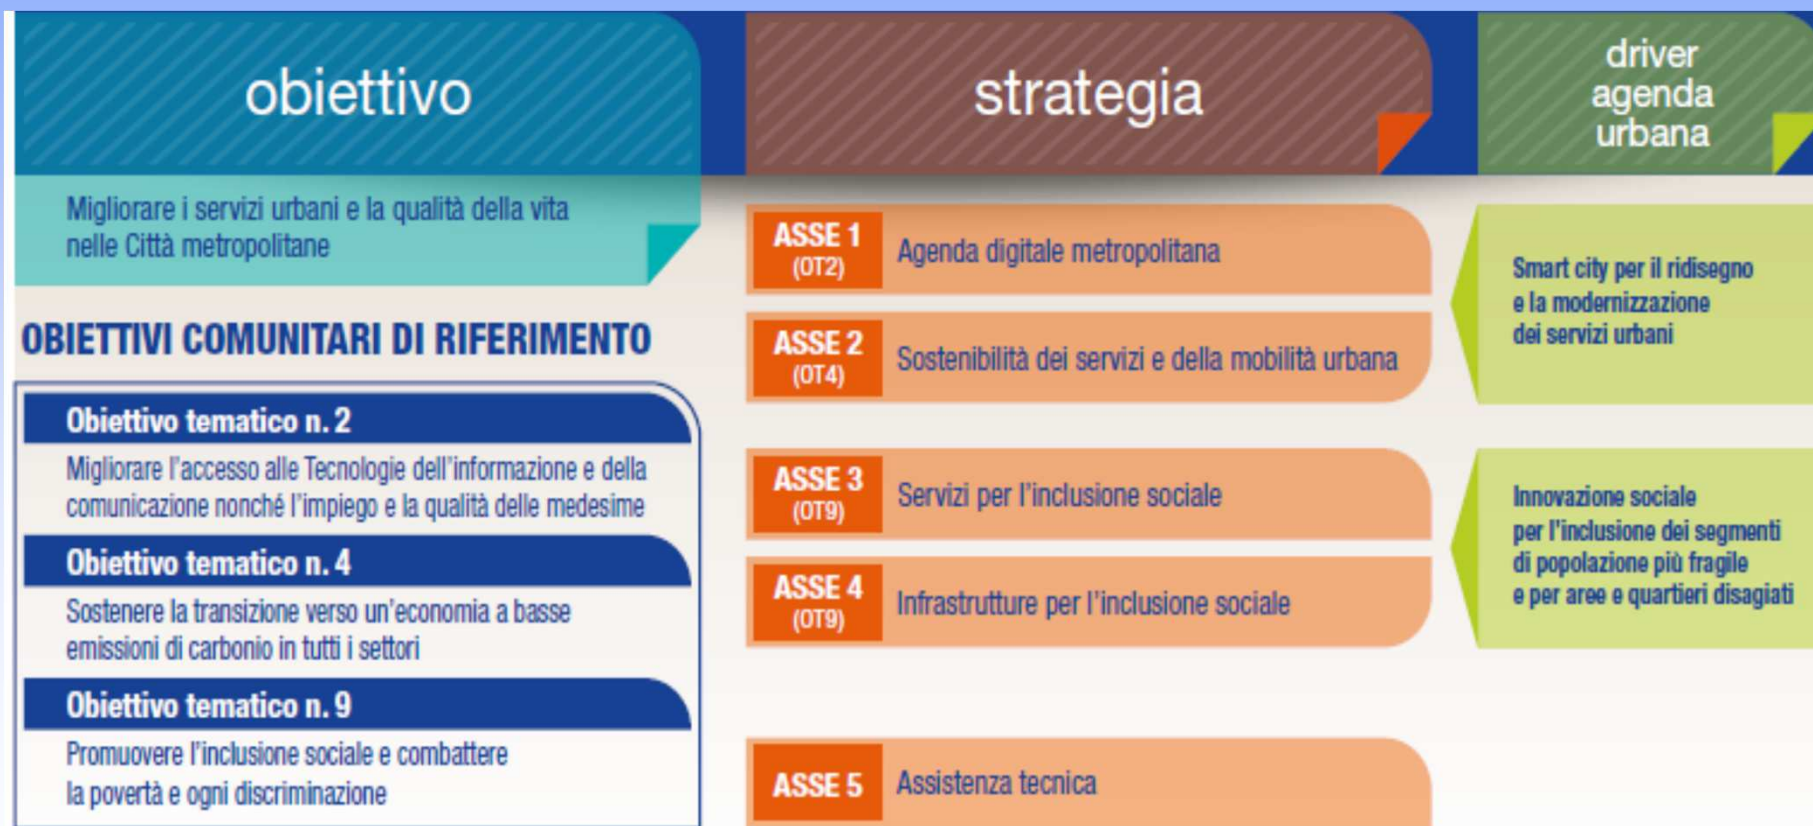 obiettivo
Migliorare i servizi urbani e la qualità della vita
nelle Città metropolitane
OBIETTIVI COMUNITARI DI RIFERIMENTO
Obiettivo tematico n. 2
Migliorare l'accesso alle Tecnologie dell'informazione e della
comunicazione nonché l'impiego e la qualità delle medesime
Obiettivo tematico n. 4
Sostenere la transizione verso un'economia a basse
emissioni di carbonio in tutti i settori
Obiettivo tematico n. 9
Promuovere l'inclusione sociale e combattere
la povertà e ogni discriminazione
strategia
ASSE 1
(OT2)
Agenda digitale metropolitana
ASSE 2
(OT4)
Sostenibilità dei servizi e della mobilità urbana
ASSE 3
(OT9)
Servizi per l'inclusione sociale
ASSE 4
(OT9)
Infrastrutture per l'inclusione sociale
ASSE 5
Assistenza tecnica
driver
agenda
urbana
Smart city per il ridisegno
e la modernizzazione
dei servizi urbani
Innovazione sociale
per l'inclusione dei segmenti
di popolazione più fragile
e per aree e quartieri disagiati